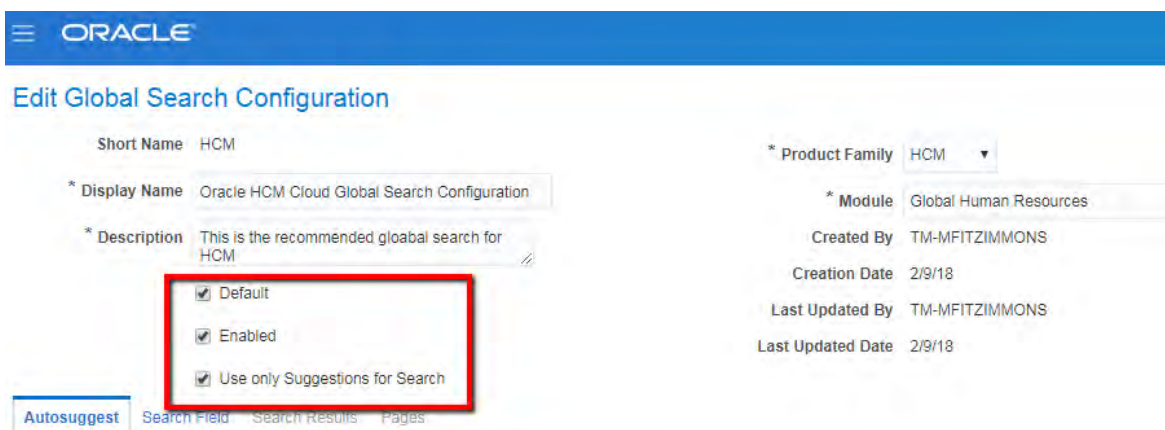 ORACLE
Edit Global Search Configuration
Short Name HCM
* Display Name Oracle HCM Cloud Global Search Configuration
* Description This is the recommended gloabal search for
HCM
Default
Enabled
Use only Suggestions for Search
* Product Family HCM
* Module Global Human Resources
Created By TM-MFITZIMMONS
Creation Date 2/9/18
Last Updated By TM-MFITZIMMONS
Last Updated Date 2/9/18
Autosuggest Search Field Search Results Pages